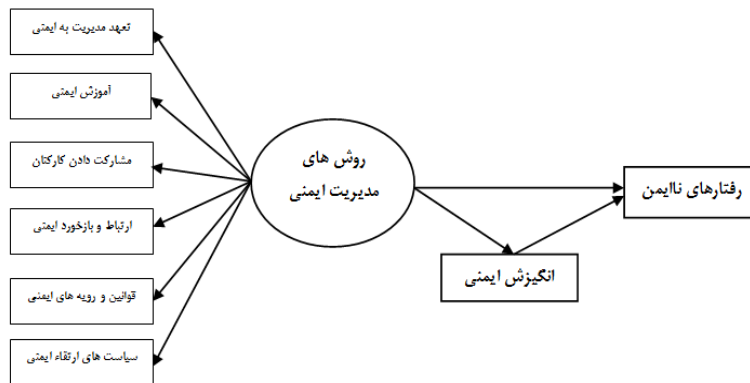 تعهد مدیریت به ایمنی
آموزش ایمنی
مشارکت دادن کارکنان
ارتباط و بازخورد ایمنی
قوانین و رویه های ایمنی
سیاست های ارتقاء ایمنی
روش های
مدیریت ایمنی
انگیزش ایمنی
رفتارهای ناایمن